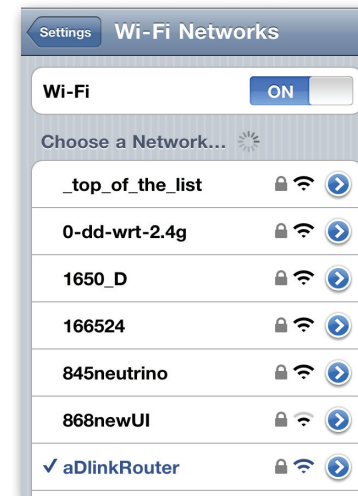 Settings
Wi-Fi Networks
Wi-Fi ON
Choose a Network...
_top_of_the_list
0-dd-wrt-2.4g
1650_D
166524
845neutrino
868newUI
✓ aDlinkRouter